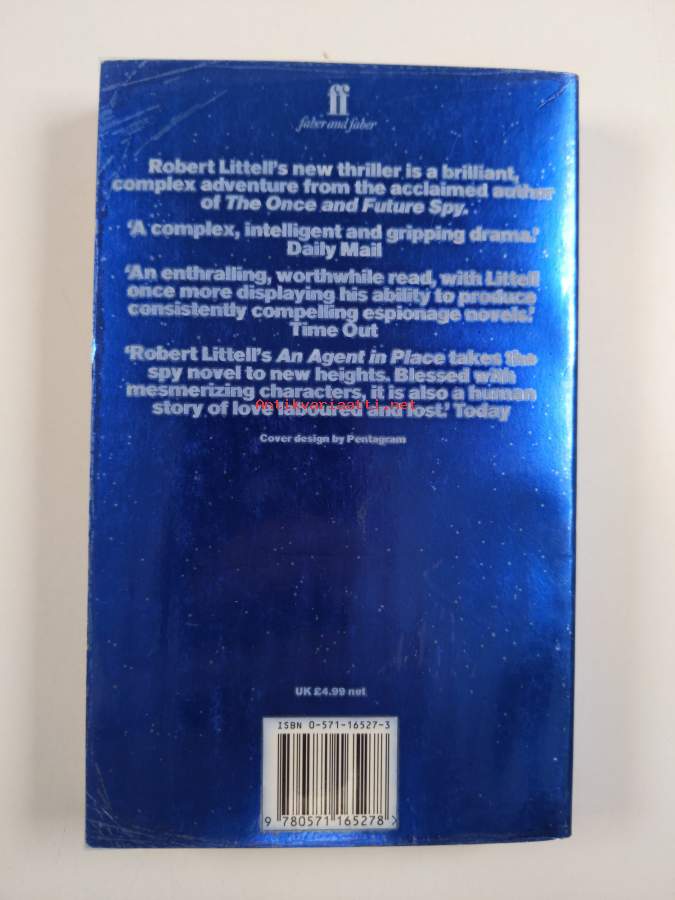 ff
faber and faber
Robert Littell's new thriller is a brilliant,
complex adventure from the acclaimed author
of The Once and Future Spy.
'A complex, intelligent and gripping drama.'
Daily Mail
'An enthralling, worthwhile read, with Littell
once more displaying his ability to produce
consistently compelling espionage novels.'
Time Out
'Robert Littell's An Agent in Place takes the
spy novel to new heights. Blessed with
mesmerizing characters, it is also a human
story of love laboured and lost.' Today
Antikvariaatti.net
Cover design by Pentagram
UK £4.99 net
ISBN 0-571-16527-3
9 780571 165278 >